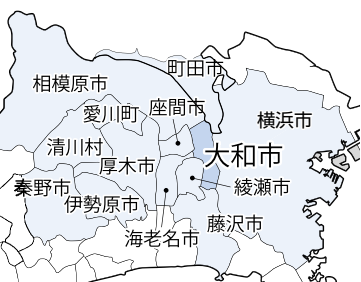 町田市
相模原市
愛川町
座間市
横浜市
清川村
大和市
厚木市
秦野市
綾瀬市
伊勢原市
藤沢市
海老名市